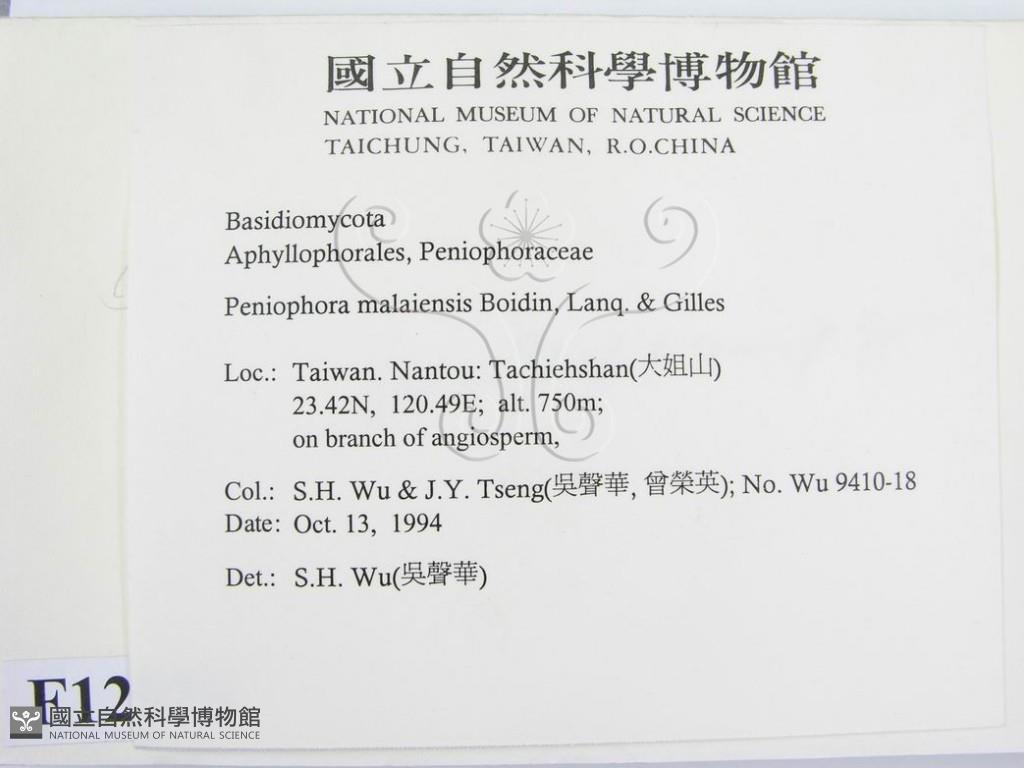 國立自然科學博物館
NATIONAL MUSEUM OF NATURAL SCIENCE
TAICHUNG, TAIWAN, R.O.CHINA
Basidiomycota
Aphyllophorales, Peniophoraceae
Peniophora malaiensis Boidin, Lanq. & Gilles
Loc.: Taiwan. Nantou: Tachiehshan(大姐山)
23.42N, 120.49E; alt. 750m;
on branch of angiosperm,
Col.: S.H. Wu & J.Y. Tseng(吳聲華, 曾榮英); No. Wu 9410-18
Date: Oct. 13, 1994
Det.: S.H. Wu(吳聲華)
F12
國立自然科學博物館
NATIONAL MUSEUM OF NATURAL SCIENCE